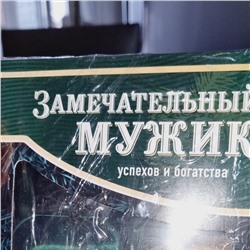 ЗАМЕЧАТЕЛЬНЫЙ
МУЖИК
успехов и богатства